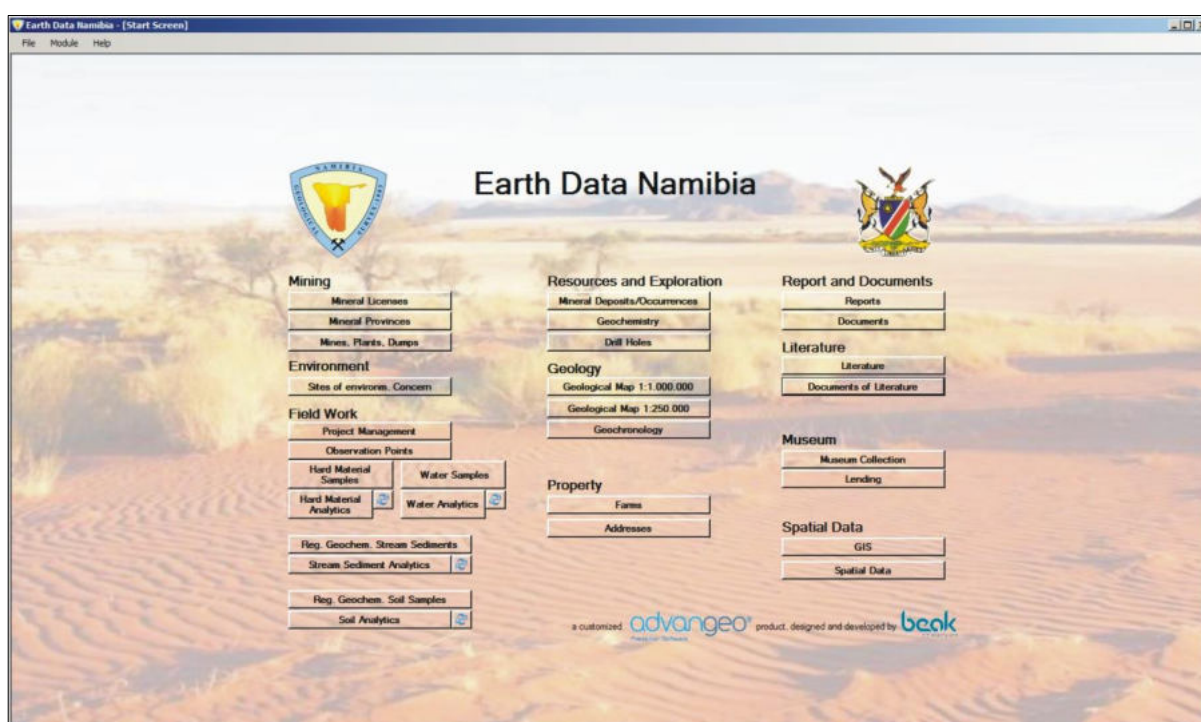 Earth Data Namibia - [Start Screen]
File Module Help
NAMIBIA
GEOLOGICAL SURVEY
Earth Data Namibia
Mining
Mineral Licenses
Mineral Provinces
Mines, Plants, Dumps
Environment
Sites of environm. Concern
Field Work
Project Management
Observation Points
Hard Material
Samples
Water Samples
Hard Material
Analytics
Water Analytics
Reg. Geochem. Stream Sediments
Stream Sediment Analytics
Reg. Geochem. Soil Samples
Soil Analytics
Resources and Exploration
Mineral Deposits/Occurrences
Geochemistry
Drill Holes
Geology
Geological Map 1:1.000.000
Geological Map 1:250.000
Geochronology
Property
Farms
Addresses
Report and Documents
Reports
Documents
Literature
Literature
Documents of Literature
Museum
Museum Collection
Lending
Spatial Data
GIS
Spatial Data
a customized advangeo® product, designed and developed by beak